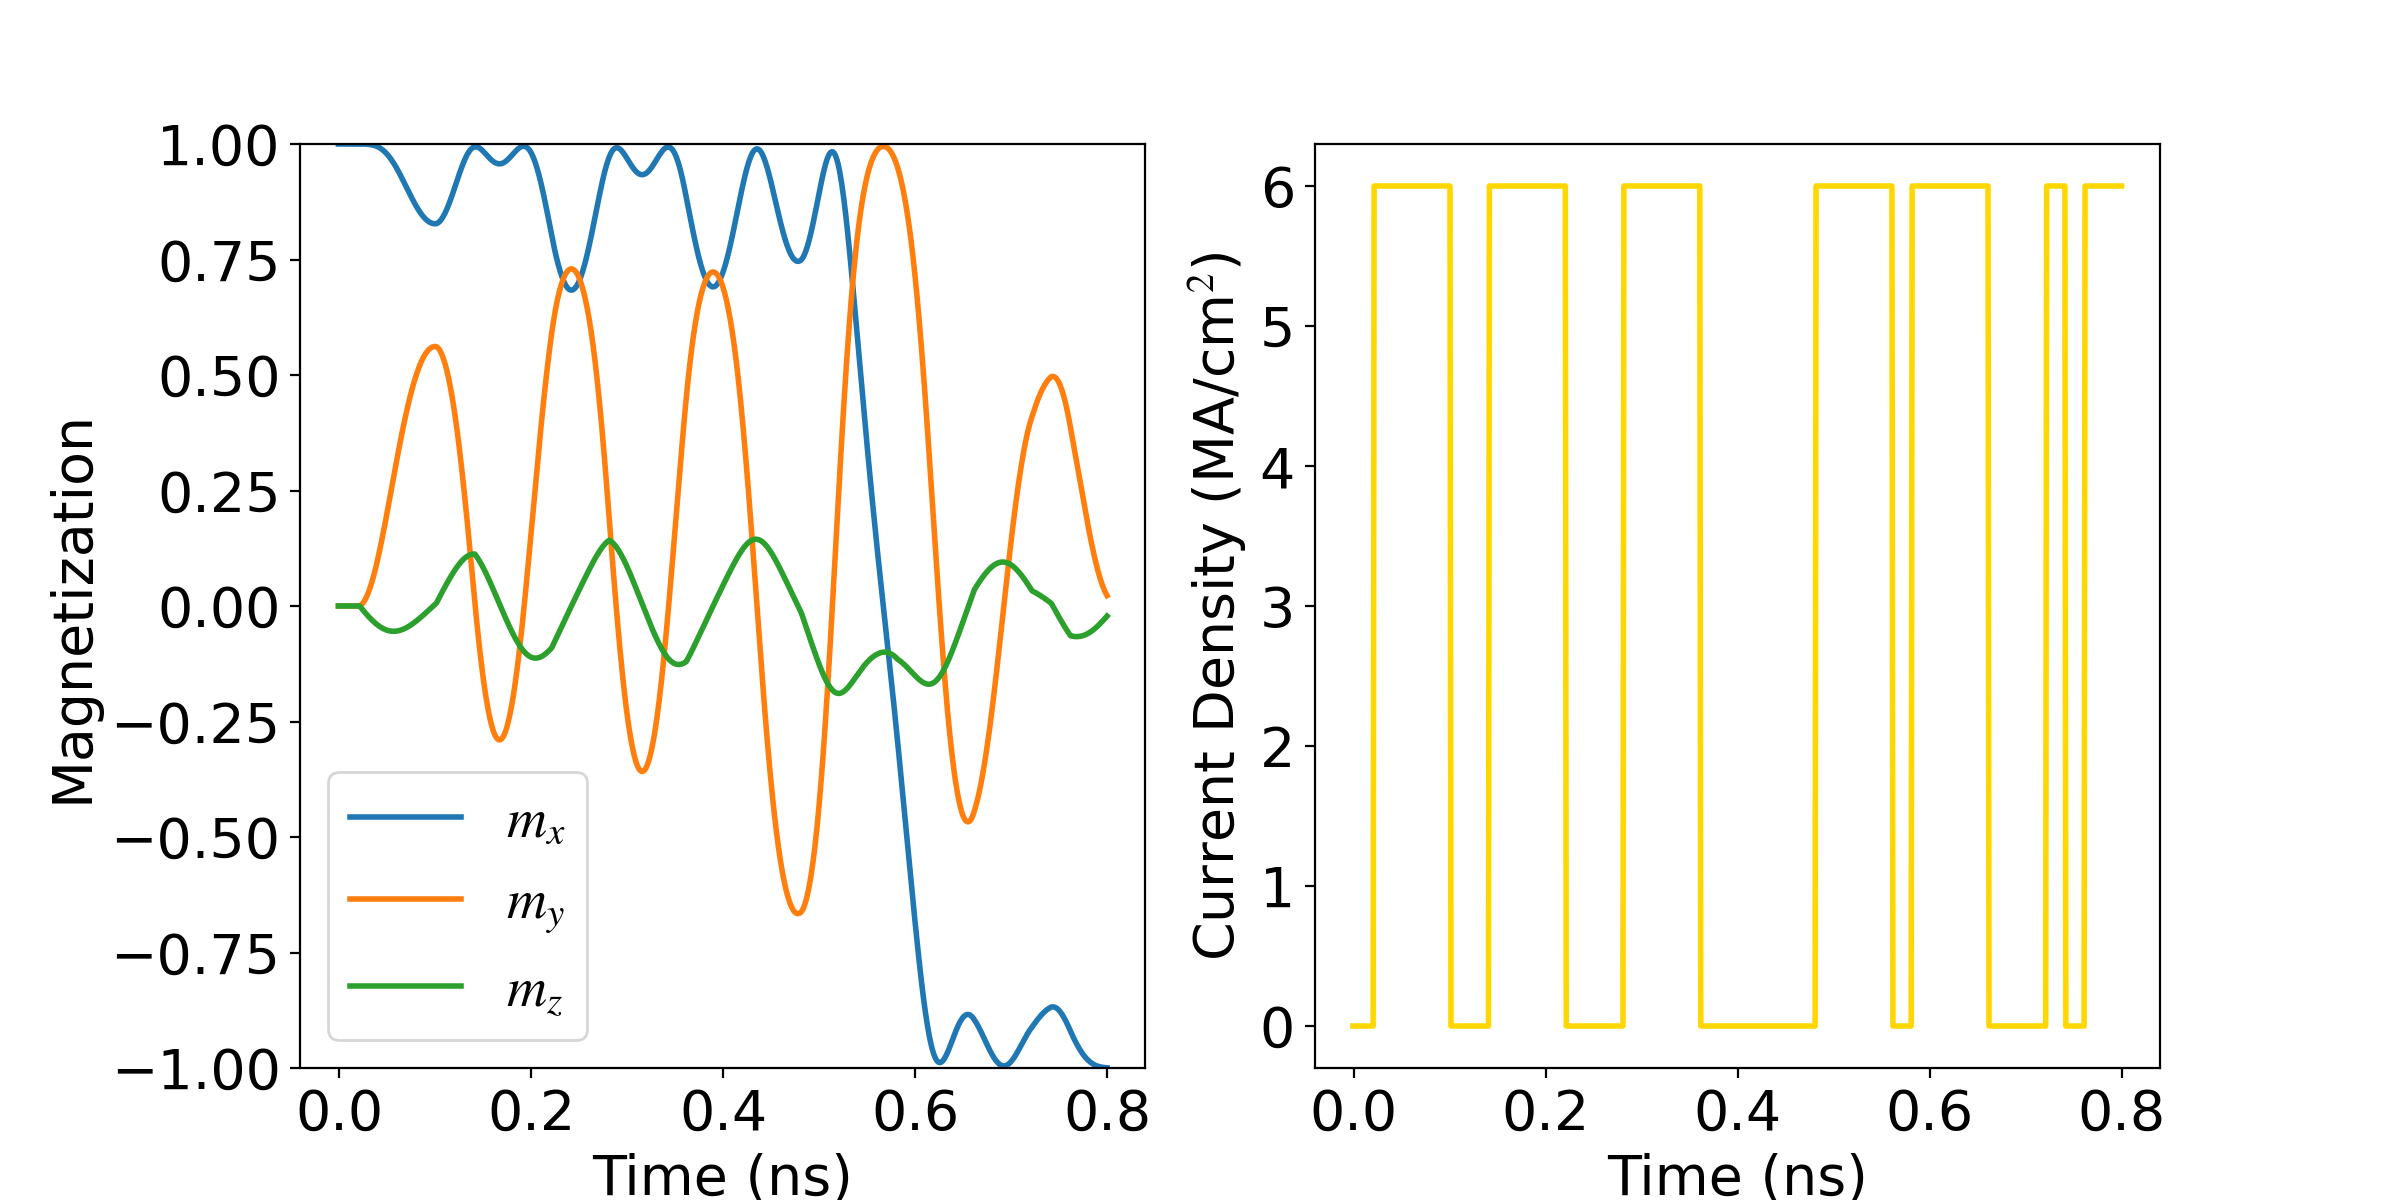 Magnetization
1.00
0.75
0.50
0.25
0.00
−0.25
−0.50
−0.75
−1.00
m_x
m_y
m_z
0.0 0.2 0.4 0.6 0.8
Time (ns)
Current Density (MA/cm²)
6
5
4
3
2
1
0
0.0 0.2 0.4 0.6 0.8
Time (ns)